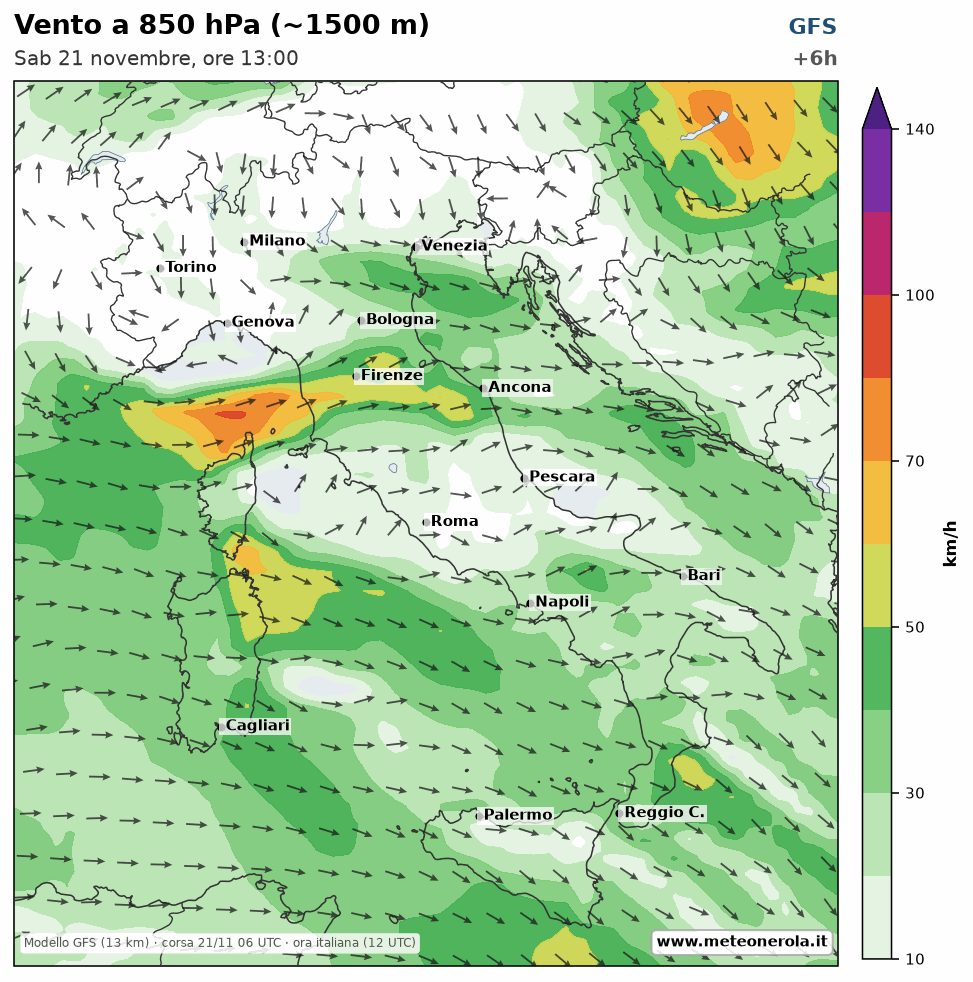 Vento a 850 hPa (~1500 m)
GFS
Sab 21 novembre, ore 13:00
+6h
140
Milano
Venezia
Torino
100
Genova
Bologna
Firenze
Ancona
70
Pescara
Roma
km/h
Bari
Napoli
50
Cagliari
30
Palermo
Reggio C.
Modello GFS (13 km) · corsa 21/11 06 UTC · ora italiana (12 UTC)
www.meteonerola.it
10